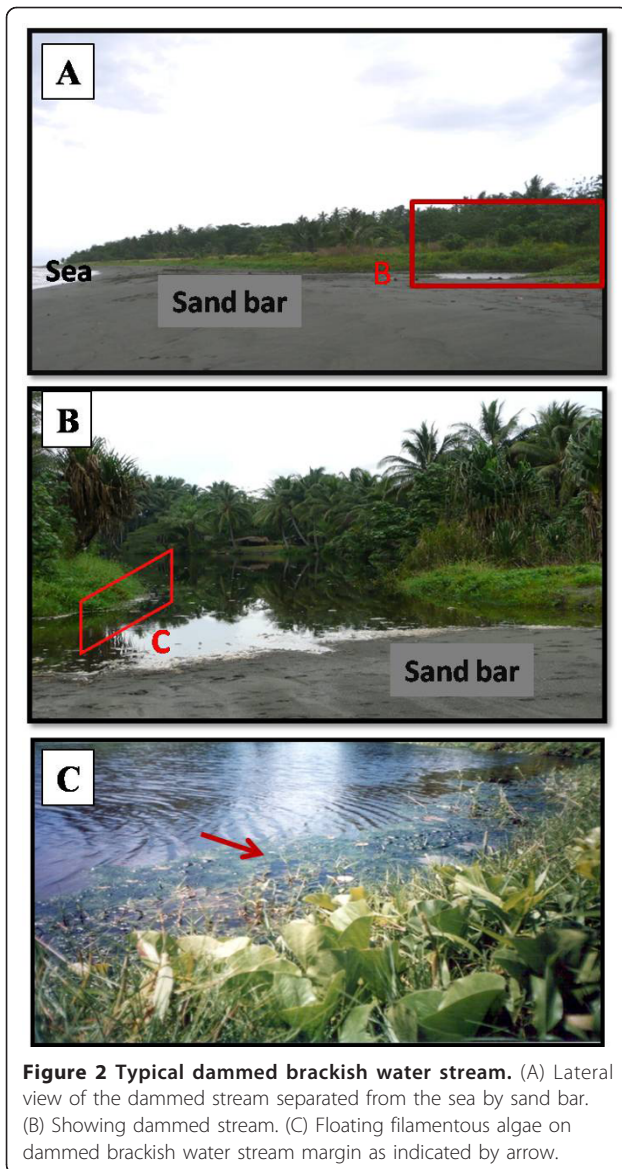 A
Sea
B
Sand bar
B
C
Sand bar
C
Figure 2 Typical dammed brackish water stream. (A) Lateral
view of the dammed stream separated from the sea by sand bar.
(B) Showing dammed stream. (C) Floating filamentous algae on
dammed brackish water stream margin as indicated by arrow.